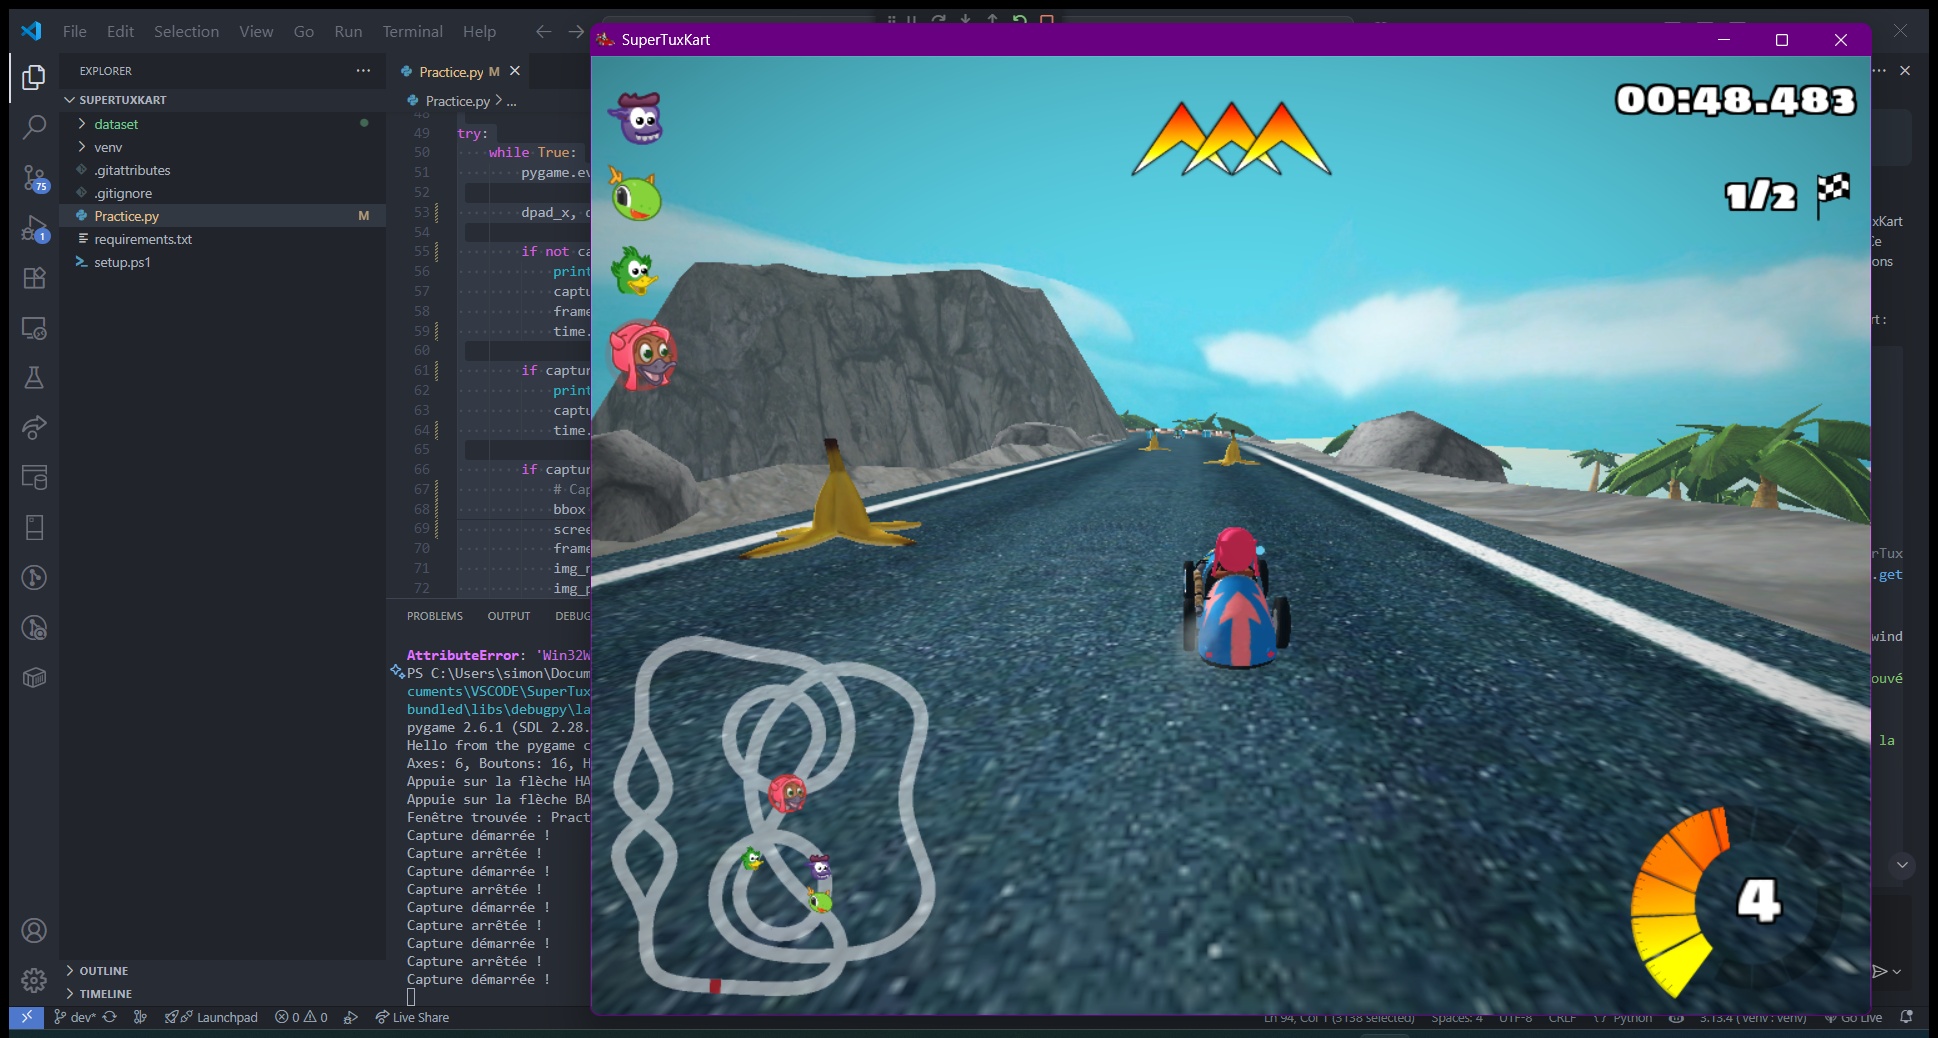 File Edit Selection View Go Run Terminal Help
SuperTuxKart
EXPLORER
SUPERTUXKART
dataset
venv
.gitattributes
.gitignore
Practice.py M
requirements.txt
setup.ps1
OUTLINE
TIMELINE
75
1
Practice.py M
Practice.py > ...
48
49 try:
50 while True:
51 pygame.ev
52
53 dpad_x, d
54
55 if not ca
56 print
57 captu
58 frame
59 time.
60
61 if captur
62 print
63 captu
64 time.
65
66 if captur
67 # Cap
68 bbox
69 scree
70 frame
71 img_r
72 img_p
PROBLEMS OUTPUT DEBUG
AttributeError: 'Win32W
PS C:\Users\simon\Docum
cuments\VSCODE\SuperTux
bundled\libs\debugpy\la
pygame 2.6.1 (SDL 2.28.
Hello from the pygame c
Axes: 6, Boutons: 16, H
Appuie sur la flèche HA
Appuie sur la flèche BA
Fenêtre trouvée : Pract
Capture démarrée !
Capture arrêtée !
Capture démarrée !
Capture arrêtée !
Capture démarrée !
Capture arrêtée !
Capture démarrée !
Capture arrêtée !
Capture démarrée !
00:48.483
1/2
4
xKart
ons
rTux
.get
wind
ouvé
la
dev* Launchpad 0 0 Live Share
Ln 94, Col 1 (3138 selected) Spaces: 4 UTF-8 CRLF Python 3.13.4 ('venv': venv) Go Live